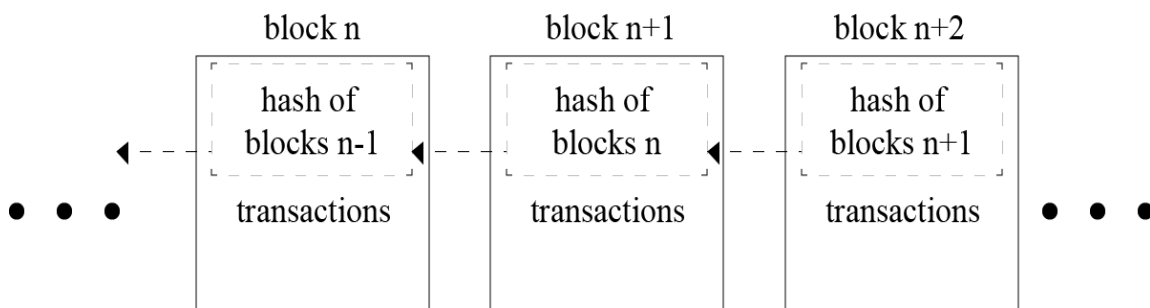 block n
block n+1
block n+2
hash of
blocks n-1
hash of
blocks n
hash of
blocks n+1
transactions
transactions
transactions